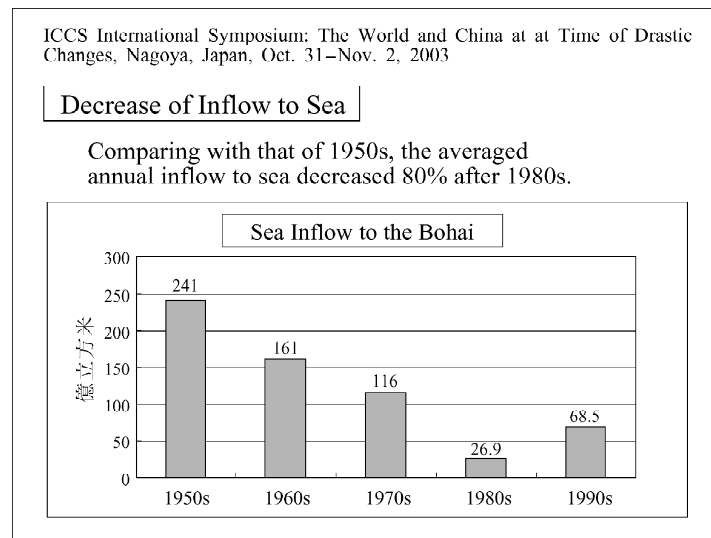 ICCS International Symposium: The World and China at at Time of Drastic
Changes, Nagoya, Japan, Oct. 31–Nov. 2, 2003
Decrease of Inflow to Sea
Comparing with that of 1950s, the averaged
annual inflow to sea decreased 80% after 1980s.
Sea Inflow to the Bohai
億立方米
300
250
200
150
100
50
0
241
161
116
26.9
68.5
1950s 1960s 1970s 1980s 1990s